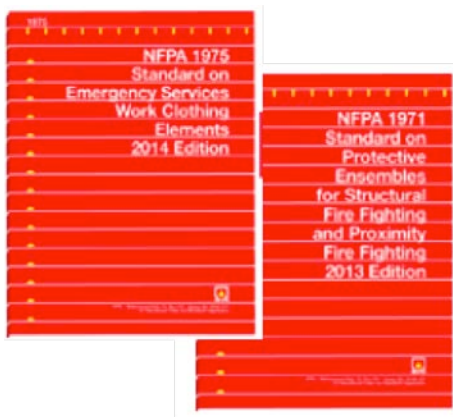 1975
NFPA 1975
Standard on
Emergency Services
Work Clothing
Elements
2014 Edition
NFPA 1971
Standard on
Protective
Ensembles
for Structural
Fire Fighting
and Proximity
Fire Fighting
2013 Edition